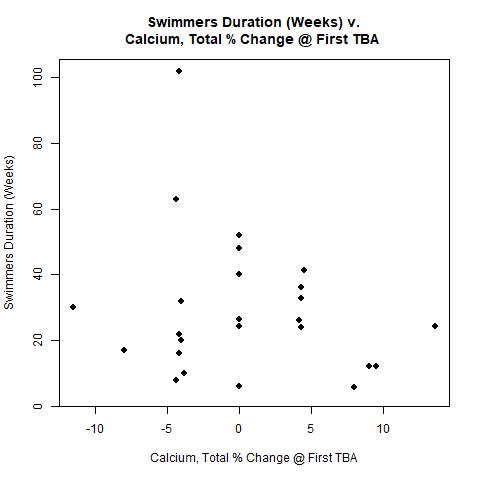 Swimmers Duration (Weeks) v.
Calcium, Total % Change @ First TBA
Swimmers Duration (Weeks)
100
80
60
40
20
0
-10 -5 0 5 10
Calcium, Total % Change @ First TBA